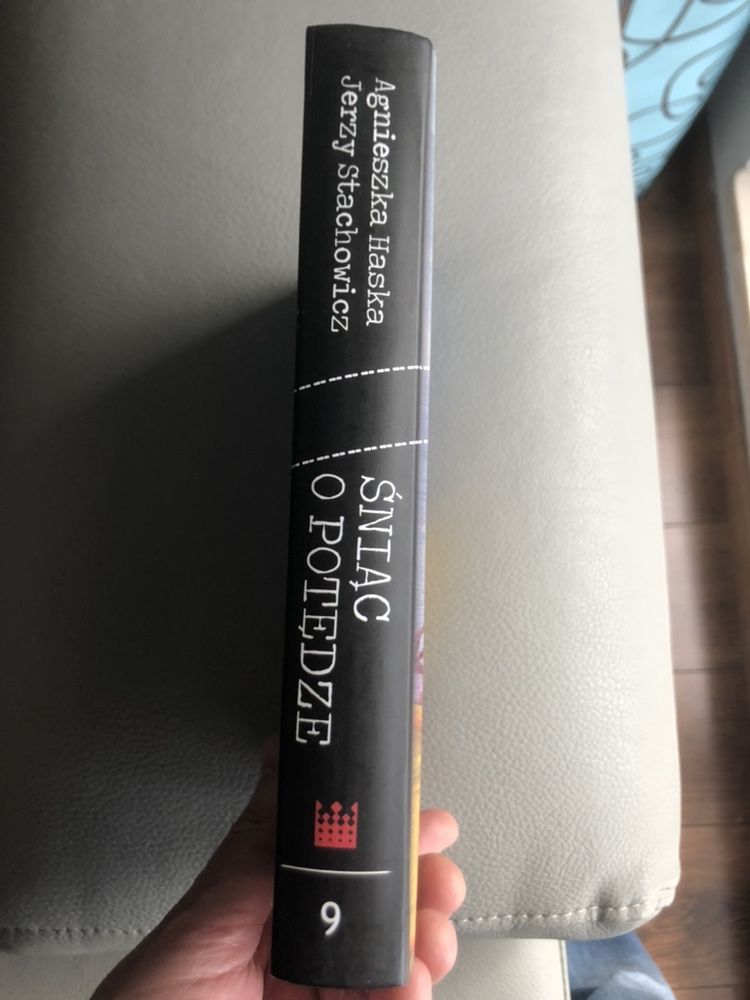 Agnieszka Haska
Jerzy Stachowicz
ŚNIĄC
O POTĘDZE
9